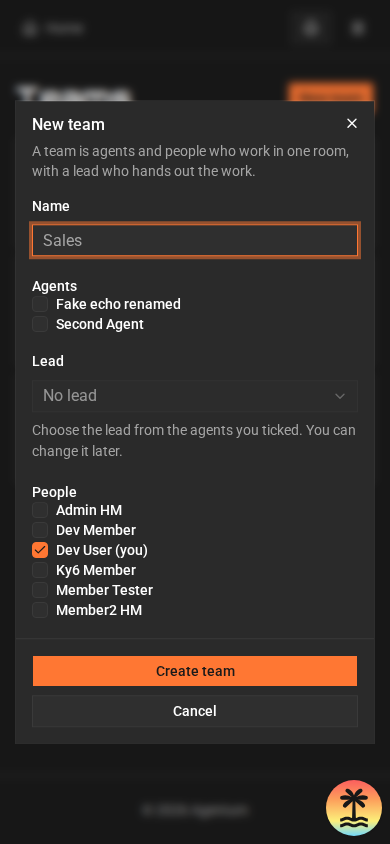 Home
Teams
New team
A team is agents and people who work in one room,
with a lead who hands out the work.
Name
Sales
Agents
Fake echo renamed
Second Agent
Lead
No lead
Choose the lead from the agents you ticked. You can
change it later.
People
Admin HM
Dev Member
Dev User (you)
Ky6 Member
Member Tester
Member2 HM
Create team
Cancel